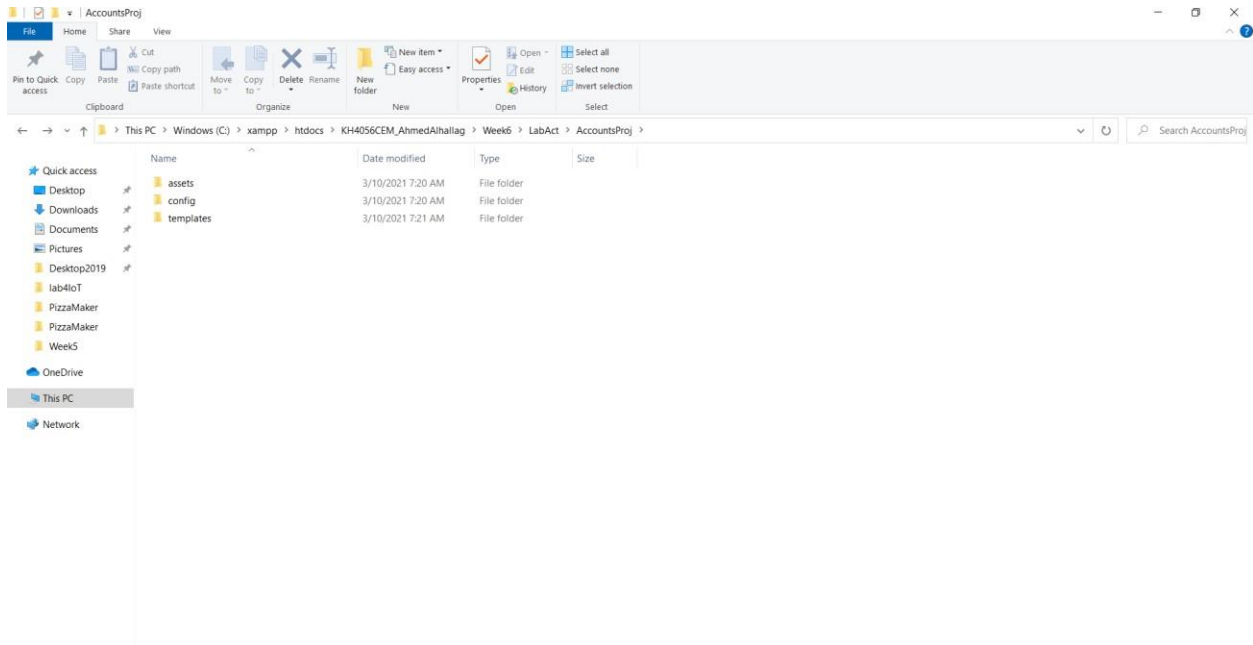 AccountsProj
File Home Share View
Pin to Quick access
Copy
Paste
Cut
Copy path
Paste shortcut
Clipboard
Move to
Copy to
Delete
Rename
Organize
New folder
New item
Easy access
New
Properties
Open
Edit
History
Open
Select all
Select none
Invert selection
Select
This PC > Windows (C:) > xampp > htdocs > KH4056CEM_AhmedAlhallag > Week6 > LabAct > AccountsProj >
Search AccountsProj
Quick access
Desktop
Downloads
Documents
Pictures
Desktop2019
lab4IoT
PizzaMaker
PizzaMaker
Week5
OneDrive
This PC
Network
Name Date modified Type Size
assets 3/10/2021 7:20 AM File folder
config 3/10/2021 7:20 AM File folder
templates 3/10/2021 7:21 AM File folder